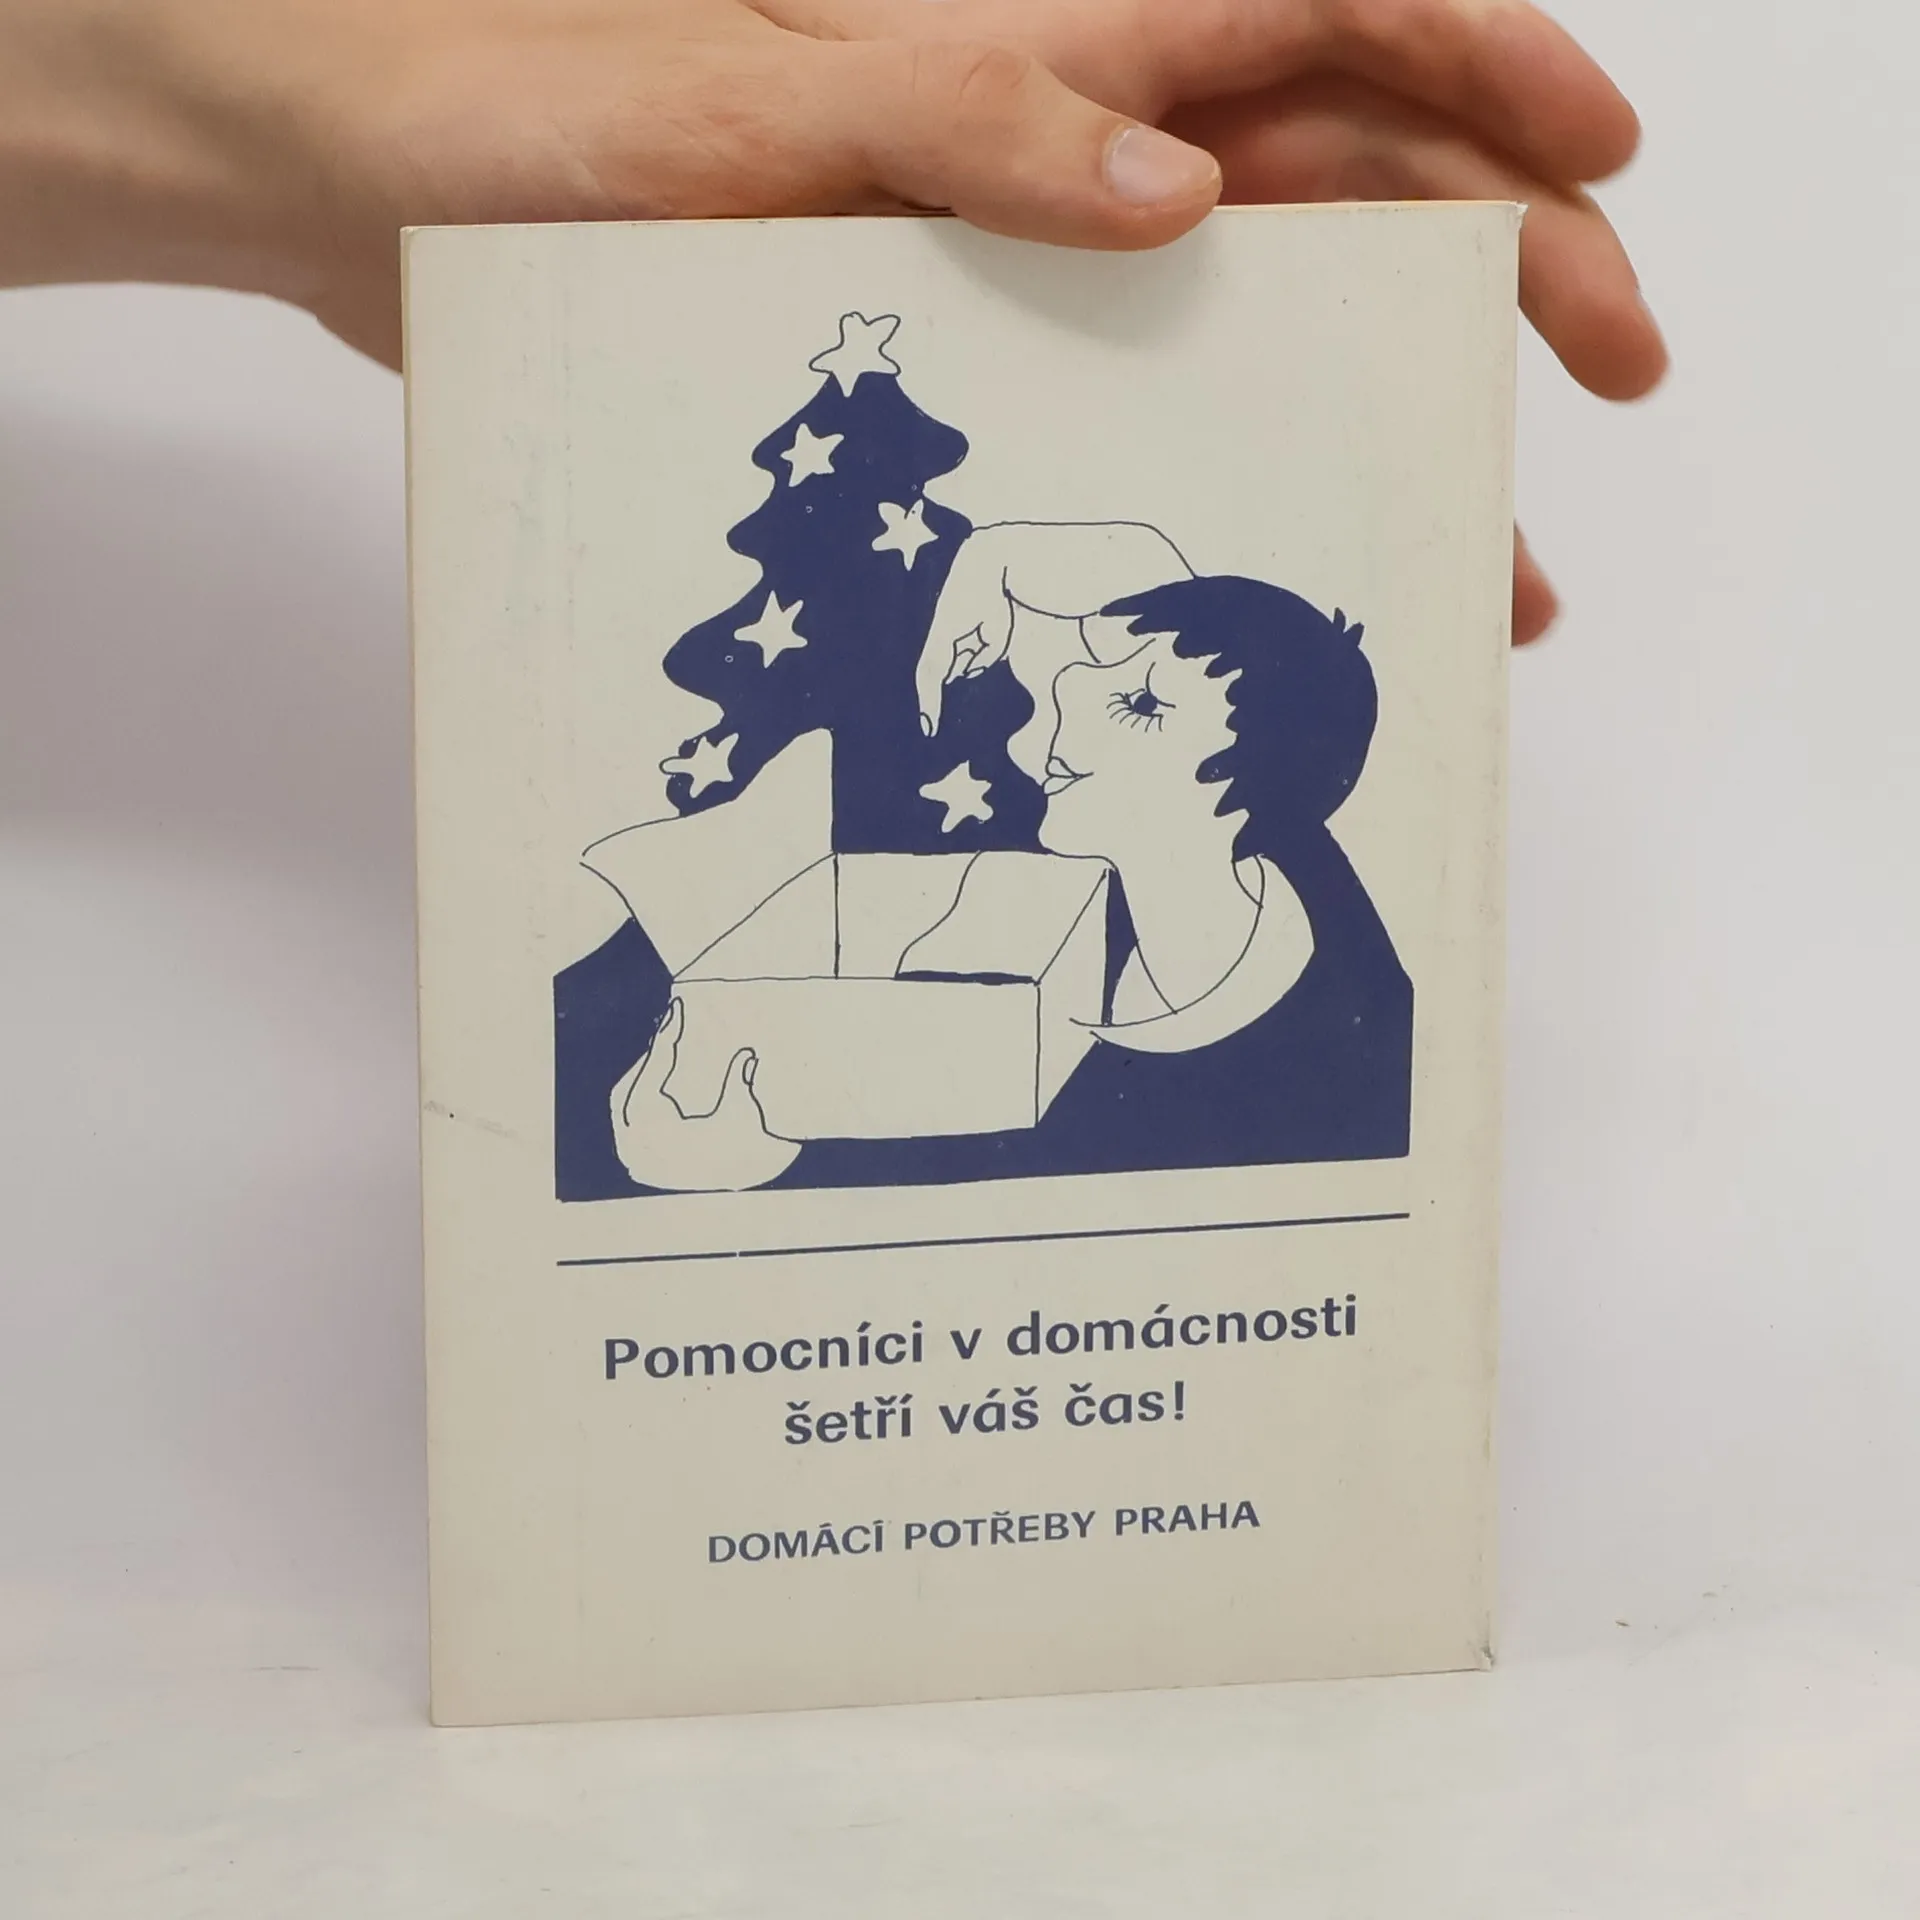 Pomocníci v domácnosti
šetří váš čas!
DOMÁCÍ POTŘEBY PRAHA